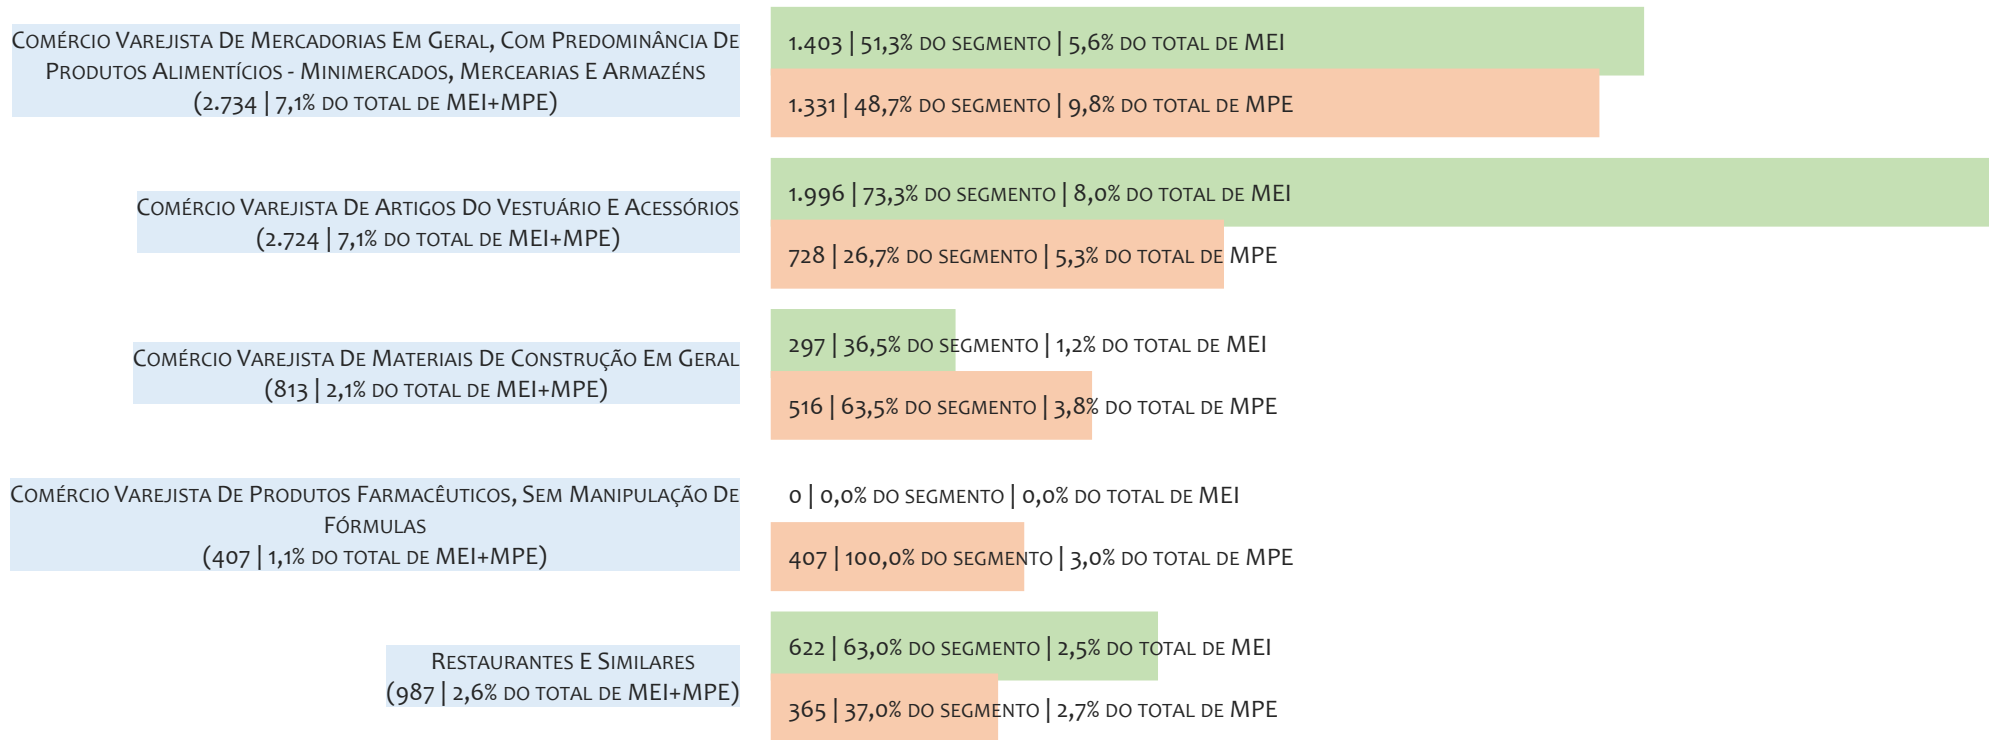 Comércio Varejista De Mercadorias Em Geral, Com Predominância De
Produtos Alimentícios - Minimercados, Mercearias E Armazéns
(2.734 | 7,1% do total de MEI+MPE)
1.403 | 51,3% do segmento | 5,6% do total de MEI
1.331 | 48,7% do segmento | 9,8% do total de MPE
Comércio Varejista De Artigos Do Vestuário E Acessórios
(2.724 | 7,1% do total de MEI+MPE)
1.996 | 73,3% do segmento | 8,0% do total de MEI
728 | 26,7% do segmento | 5,3% do total de MPE
Comércio Varejista De Materiais De Construção Em Geral
(813 | 2,1% do total de MEI+MPE)
297 | 36,5% do segmento | 1,2% do total de MEI
516 | 63,5% do segmento | 3,8% do total de MPE
Comércio Varejista De Produtos Farmacêuticos, Sem Manipulação De
Fórmulas
(407 | 1,1% do total de MEI+MPE)
0 | 0,0% do segmento | 0,0% do total de MEI
407 | 100,0% do segmento | 3,0% do total de MPE
Restaurantes E Similares
(987 | 2,6% do total de MEI+MPE)
622 | 63,0% do segmento | 2,5% do total de MEI
365 | 37,0% do segmento | 2,7% do total de MPE